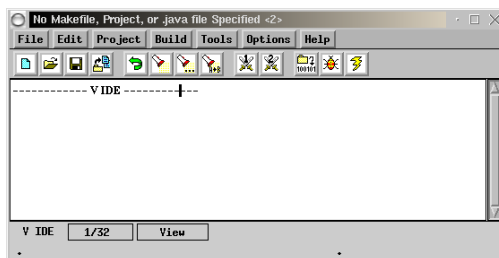 No Makefile, Project, or .java file Specified <2>
File Edit Project Build Tools Options Help
------------ V IDE ------------
V IDE 1/32 View